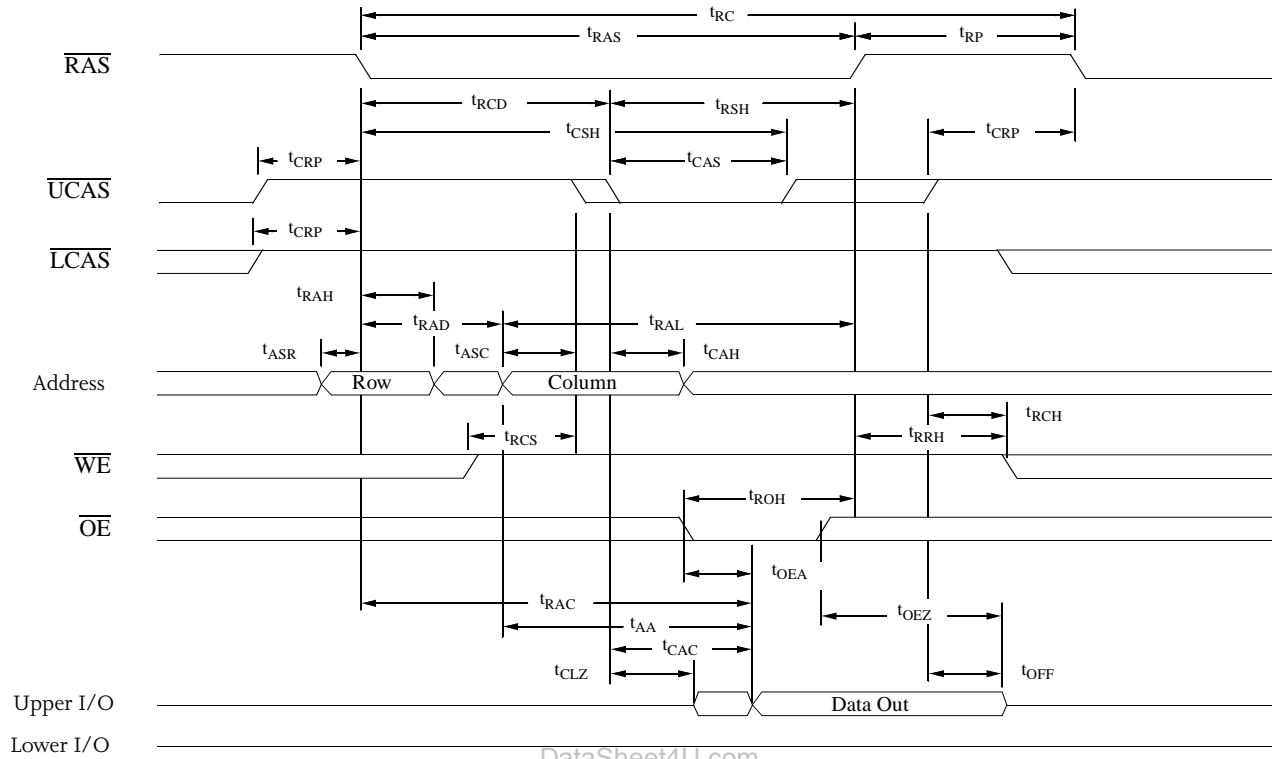 tRC
tRAS tRP
RAS
tRCD tRSH
tCSH tCRP
tCRP tCAS
UCAS
tCRP
LCAS
tRAH
tRAD tRAL
tASR tASC tCAH
Address Row Column
tRCH
tRCS tRRH
WE
tROH
OE
tOEA
tRAC tOEZ
tAA
tCAC
tCLZ tOFF
Upper I/O Data Out
Lower I/O
DataSheet4U.com